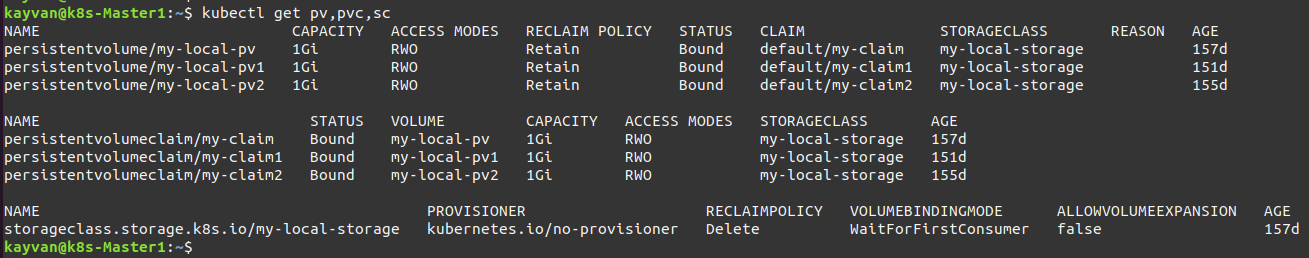 kayvan@k8s-Master1:~$ kubectl get pv,pvc,sc
NAME CAPACITY ACCESS MODES RECLAIM POLICY STATUS CLAIM STORAGECLASS REASON AGE
persistentvolume/my-local-pv 1Gi RWO Retain Bound default/my-claim my-local-storage 157d
persistentvolume/my-local-pv1 1Gi RWO Retain Bound default/my-claim1 my-local-storage 151d
persistentvolume/my-local-pv2 1Gi RWO Retain Bound default/my-claim2 my-local-storage 155d
NAME STATUS VOLUME CAPACITY ACCESS MODES STORAGECLASS AGE
persistentvolumeclaim/my-claim Bound my-local-pv 1Gi RWO my-local-storage 157d
persistentvolumeclaim/my-claim1 Bound my-local-pv1 1Gi RWO my-local-storage 151d
persistentvolumeclaim/my-claim2 Bound my-local-pv2 1Gi RWO my-local-storage 155d
NAME PROVISIONER RECLAIMPOLICY VOLUMEBINDINGMODE ALLOWVOLUMEEXPANSION AGE
storageclass.storage.k8s.io/my-local-storage kubernetes.io/no-provisioner Delete WaitForFirstConsumer false 157d
kayvan@k8s-Master1:~$